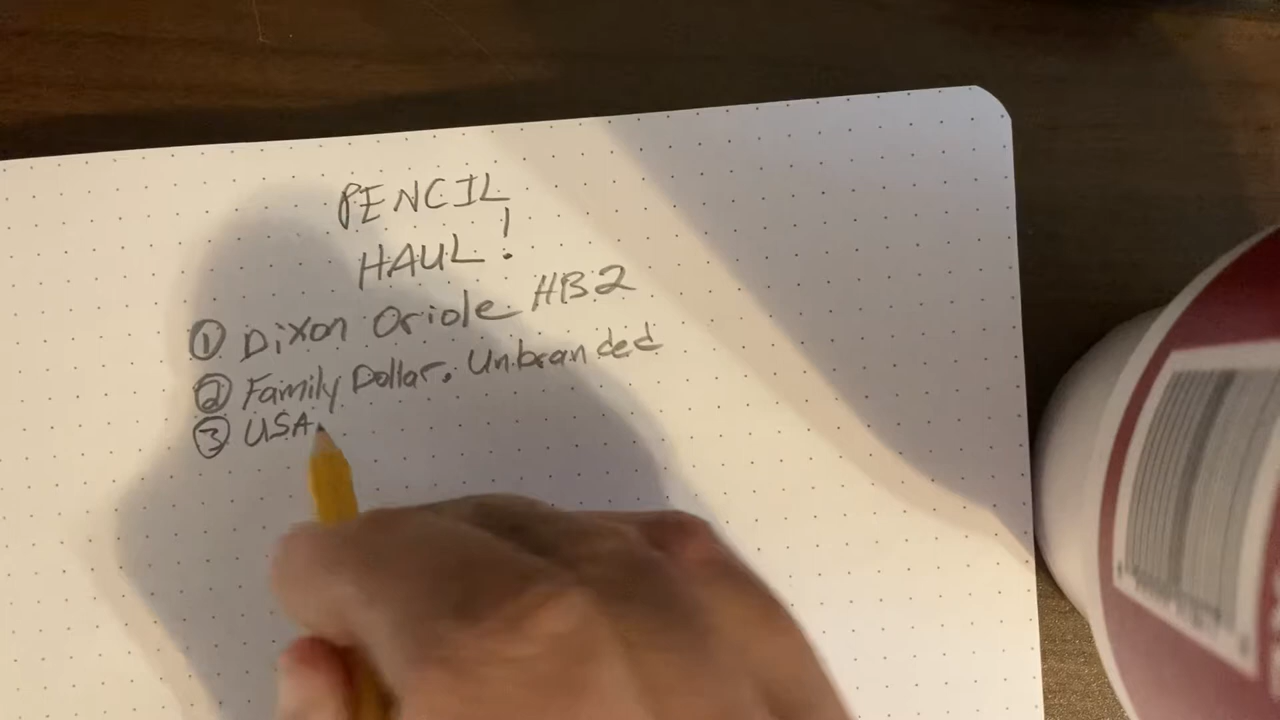 PENCIL
HAUL!
① Dixon Oriole HB2
② Family Dollar. Unbranded
③ USA